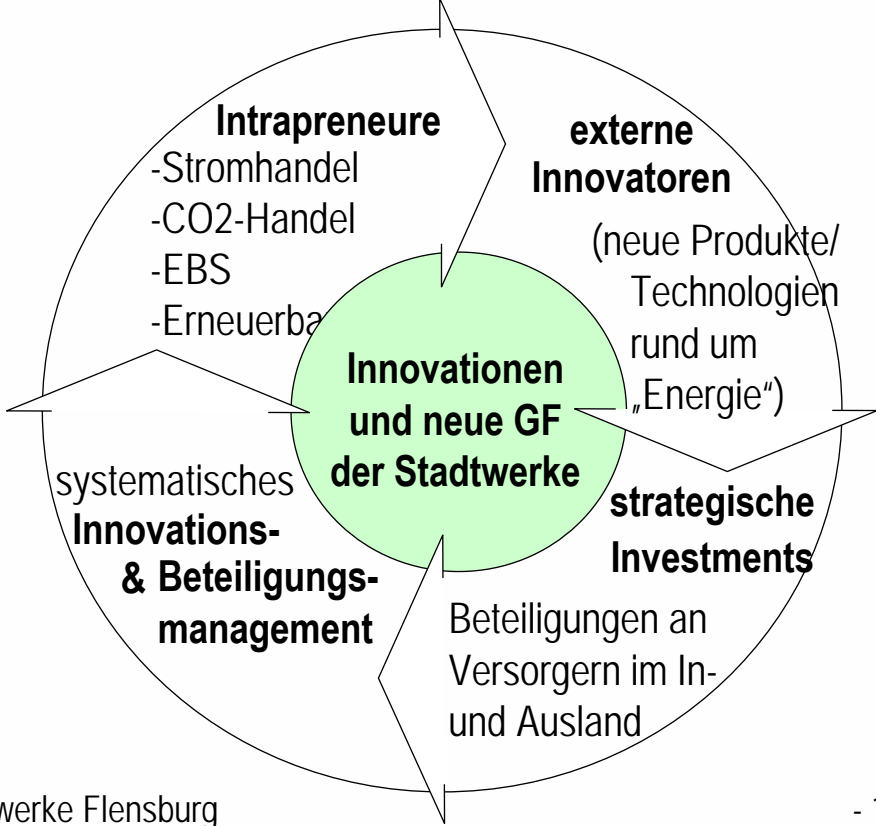 Intrapreneure
-Stromhandel
-CO2-Handel
-EBS
-Erneuerba
externe
Innovatoren
(neue Produkte/
Technologien
rund um
„Energie“)
Innovationen
und neue GF
der Stadtwerke
strategische
Investments
Beteiligungen an
Versorgern im In-
und Ausland
systematisches
Innovations-
& Beteiligungs-
management
werke Flensburg
-